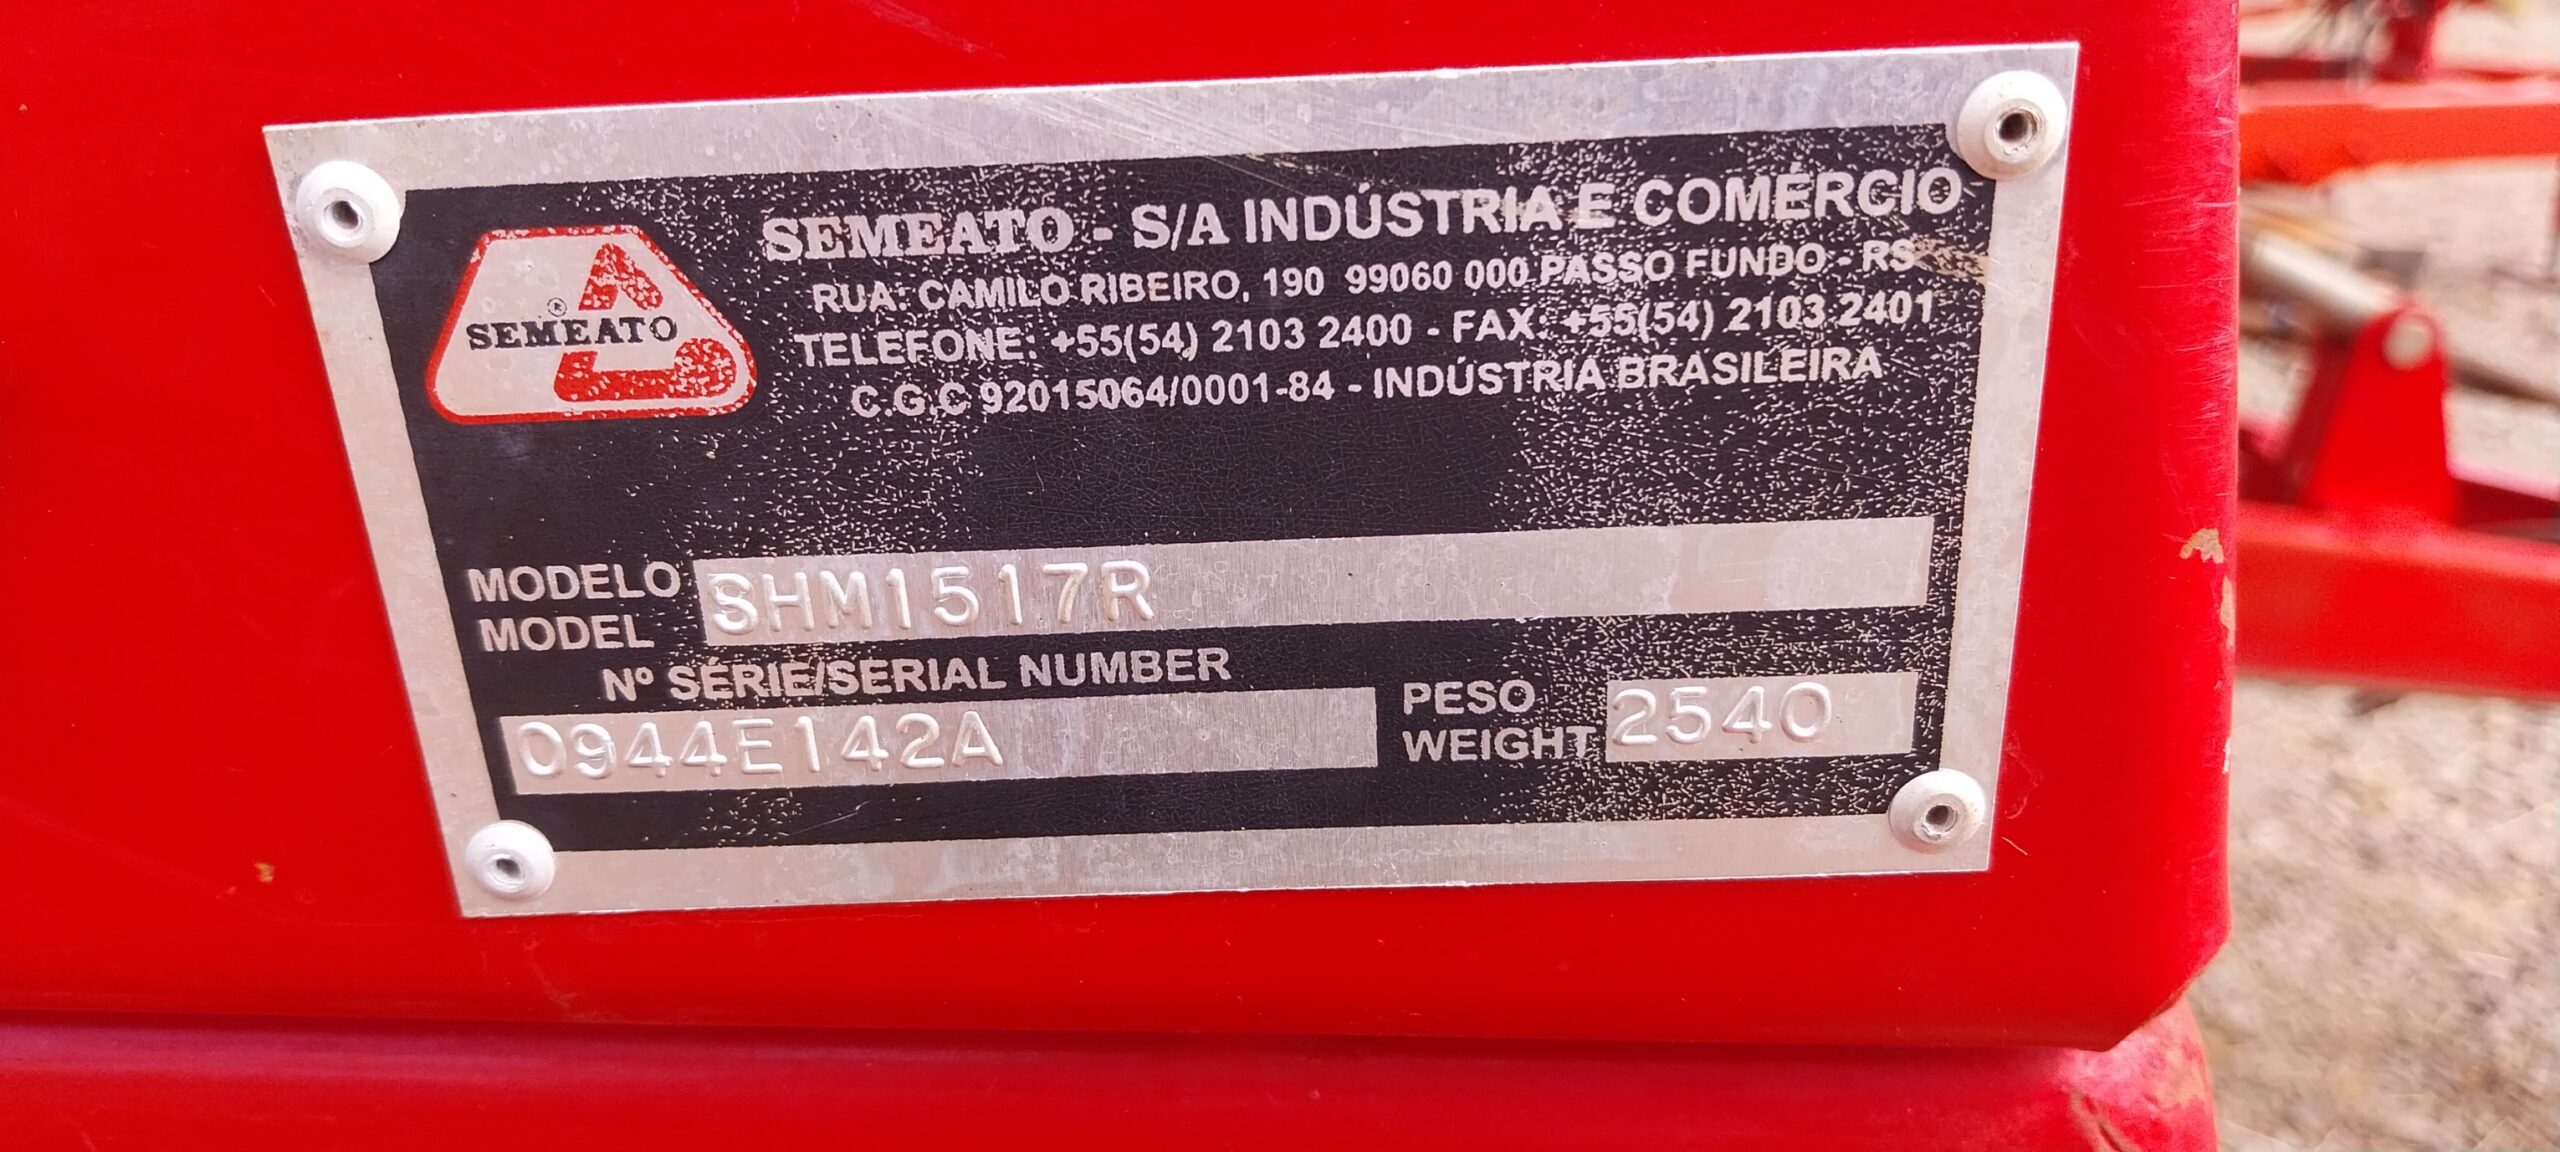 SEMEATO - S/A INDÚSTRIA E COMÉRCIO
RUA: CAMILO RIBEIRO, 190 99060 000 PASSO FUNDO - RS
TELEFONE: +55(54) 2103 2400 - FAX: +55(54) 2103 2401
C.G.C 92015064/0001-84 - INDÚSTRIA BRASILEIRA
® SEMEATO
MODELO
MODEL SHM1517R
Nº SÉRIE/SERIAL NUMBER
0944E142A
PESO
WEIGHT 2540